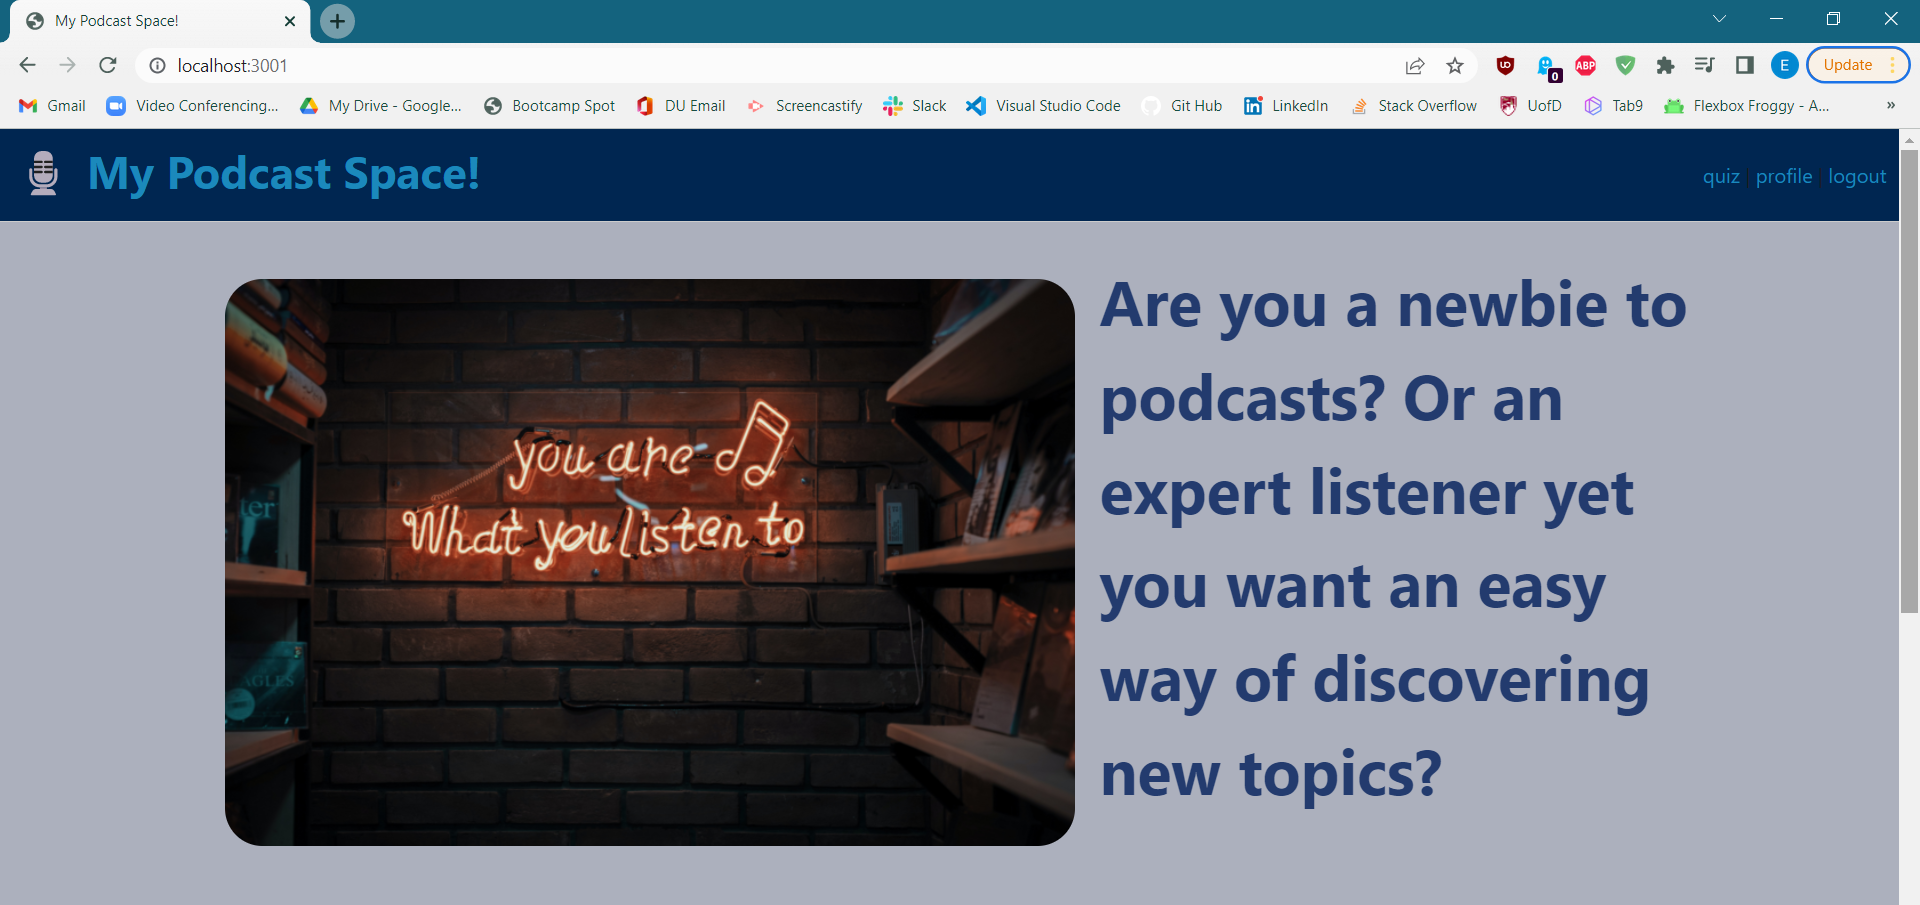 My Podcast Space!
localhost:3001
0
ABP
E
Update
Gmail
Video Conferencing...
My Drive - Google...
Bootcamp Spot
DU Email
Screencastify
Slack
Visual Studio Code
Git Hub
LinkedIn
Stack Overflow
UofD
Tab9
Flexbox Froggy - A...
»
My Podcast Space!
quiz | profile | logout
you are
What you listen to
Are you a newbie to
podcasts? Or an
expert listener yet
you want an easy
way of discovering
new topics?